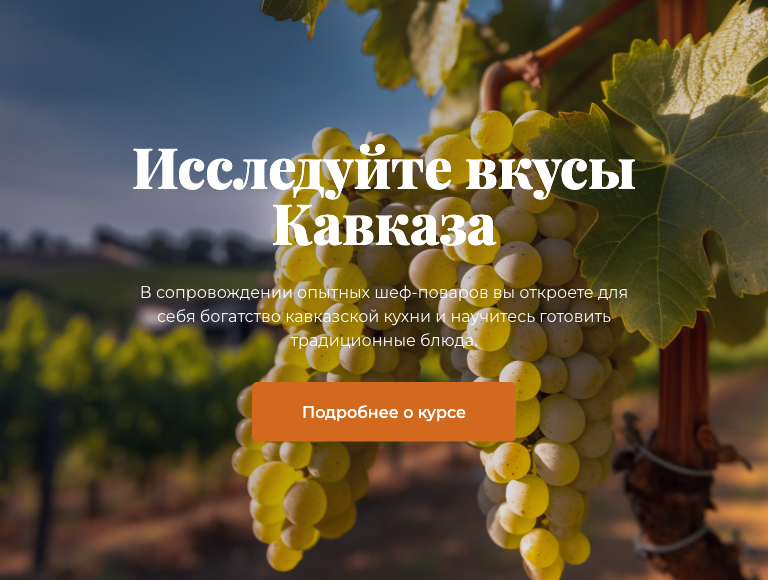 Исследуйте вкусы
Кавказа
В сопровождении опытных шеф-поваров вы откроете для
себя богатство кавказской кухни и научитесь готовить
традиционные блюда.
Подробнее о курсе